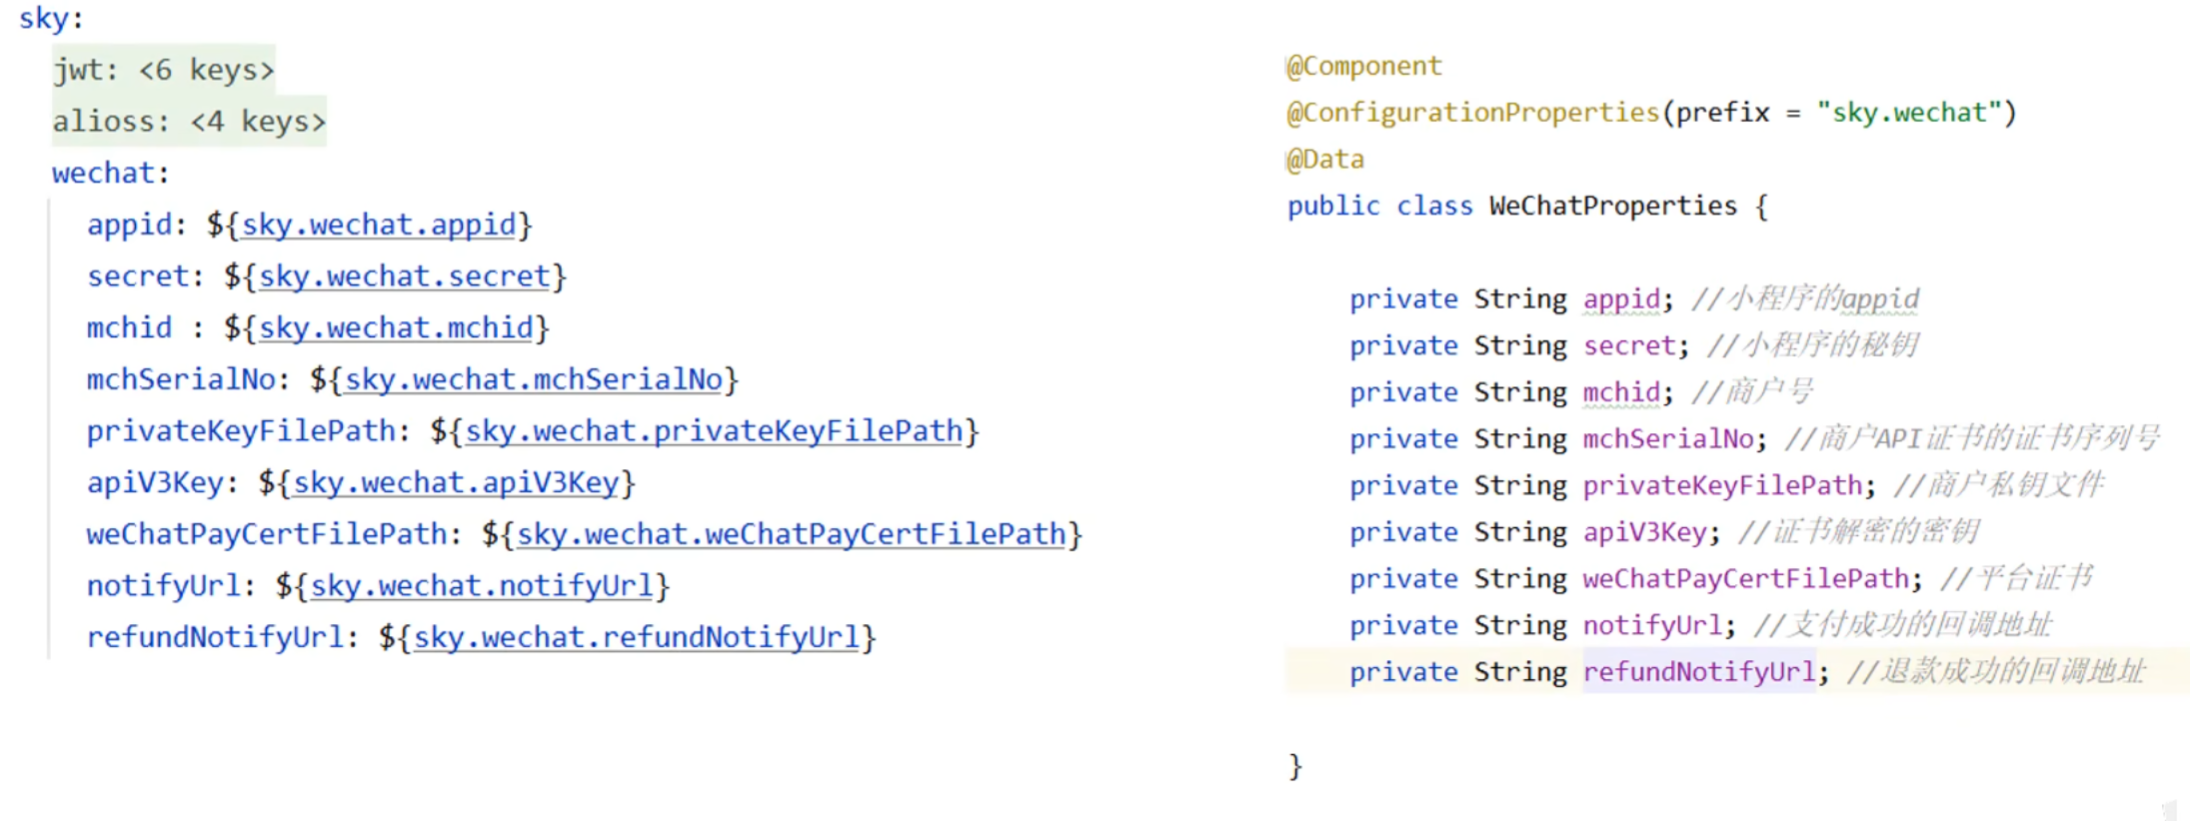 sky:
jwt: <6 keys>
alioss: <4 keys>
wechat:
appid: ${sky.wechat.appid}
secret: ${sky.wechat.secret}
mchid : ${sky.wechat.mchid}
mchSerialNo: ${sky.wechat.mchSerialNo}
privateKeyFilePath: ${sky.wechat.privateKeyFilePath}
apiV3Key: ${sky.wechat.apiV3Key}
weChatPayCertFilePath: ${sky.wechat.weChatPayCertFilePath}
notifyUrl: ${sky.wechat.notifyUrl}
refundNotifyUrl: ${sky.wechat.refundNotifyUrl}
@Component
@ConfigurationProperties(prefix = "sky.wechat")
@Data
public class WeChatProperties {
private String appid; //小程序的appid
private String secret; //小程序的秘钥
private String mchid; //商户号
private String mchSerialNo; //商户API证书的证书序列号
private String privateKeyFilePath; //商户私钥文件
private String apiV3Key; //证书解密的密钥
private String weChatPayCertFilePath; //平台证书
private String notifyUrl; //支付成功的回调地址
private String refundNotifyUrl; //退款成功的回调地址
}